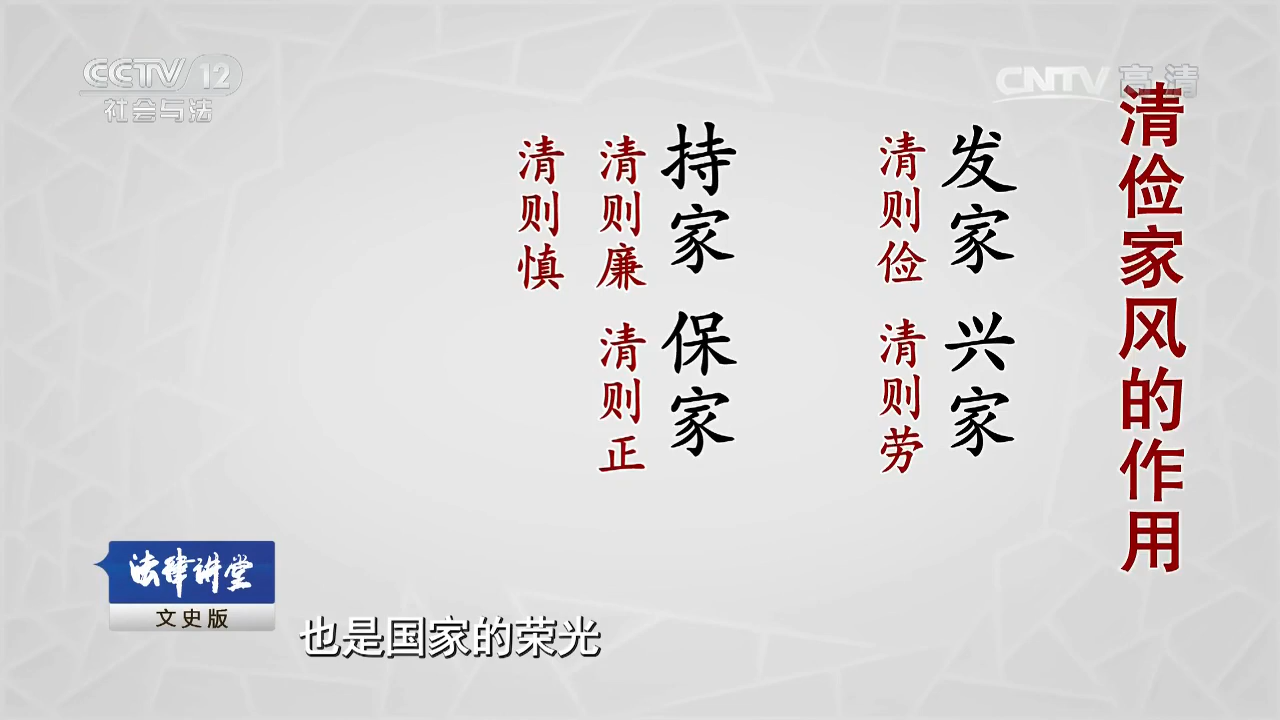 CCTV 12
社会与法
CNTV 高清
清俭家风的作用
发家 兴家
清则俭 清则劳
持家 保家
清则廉 清则正
清则慎
法律讲堂
文史版
也是国家的荣光